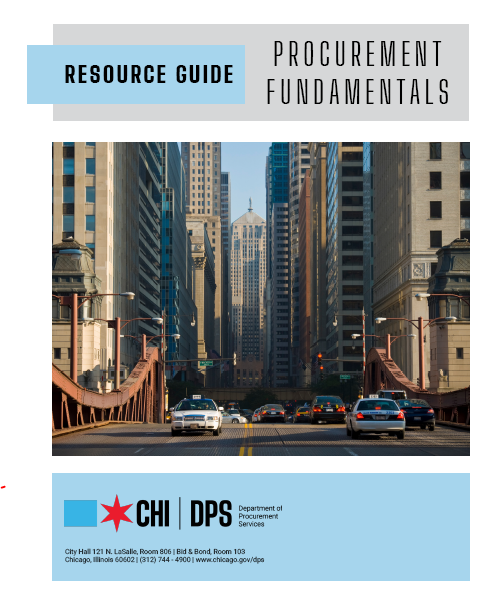 RESOURCE GUIDE
PROCUREMENT
FUNDAMENTALS
CHI | DPS
Department of
Procurement
Services
City Hall 121 N. LaSalle, Room 806 | Bid & Bond, Room 103
Chicago, Illinois 60602 | (312) 744 - 4900 | www.chicago.gov/dps